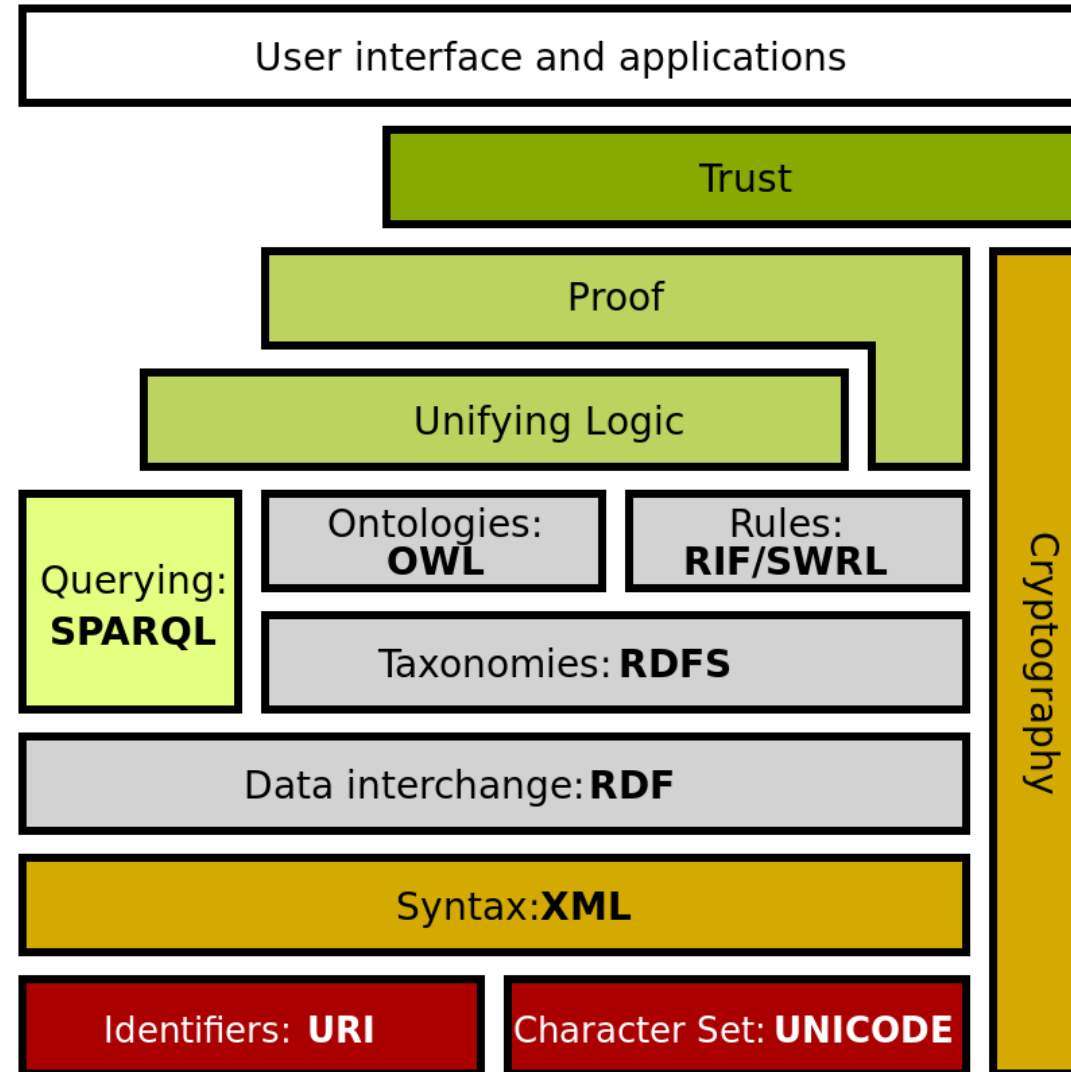 User interface and applications
Trust
Proof
Unifying Logic
Ontologies:
OWL
Rules:
RIF/SWRL
Querying:
SPARQL
Taxonomies: RDFS
Cryptography
Data interchange: RDF
Syntax:XML
Identifiers: URI
Character Set: UNICODE